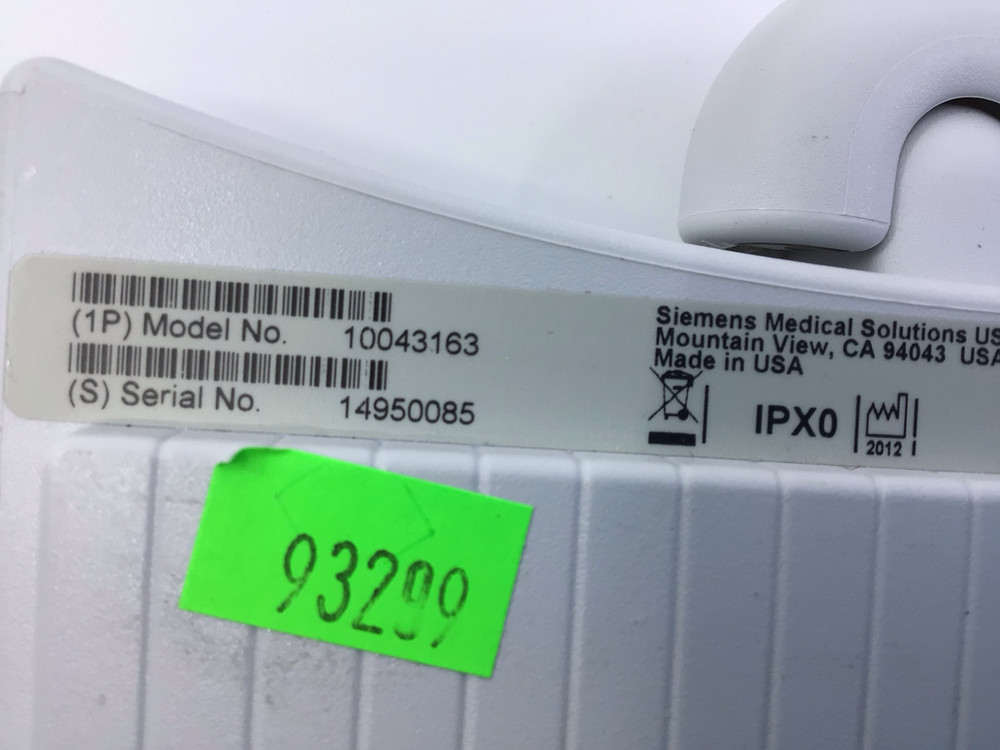 (1P) Model No. 10043163
(S) Serial No. 14950085
Siemens Medical Solutions
Mountain View, CA 94043 USA
Made in USA
IPX0
2012
93299